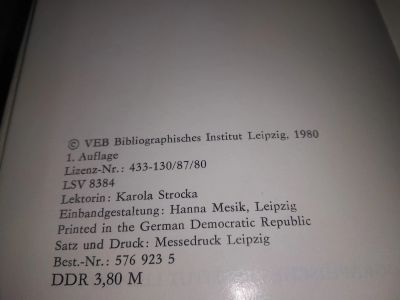 © VEB Bibliographisches Institut Leipzig, 1980
1. Auflage
Lizenz-Nr.: 433-130/87/80
LSV 8384
Lektorin: Karola Strocka
Einbandgestaltung: Hanna Mesik, Leipzig
Printed in the German Democratic Republic
Satz und Druck: Messedruck Leipzig
Best.-Nr.: 576 923 5
DDR 3,80 M